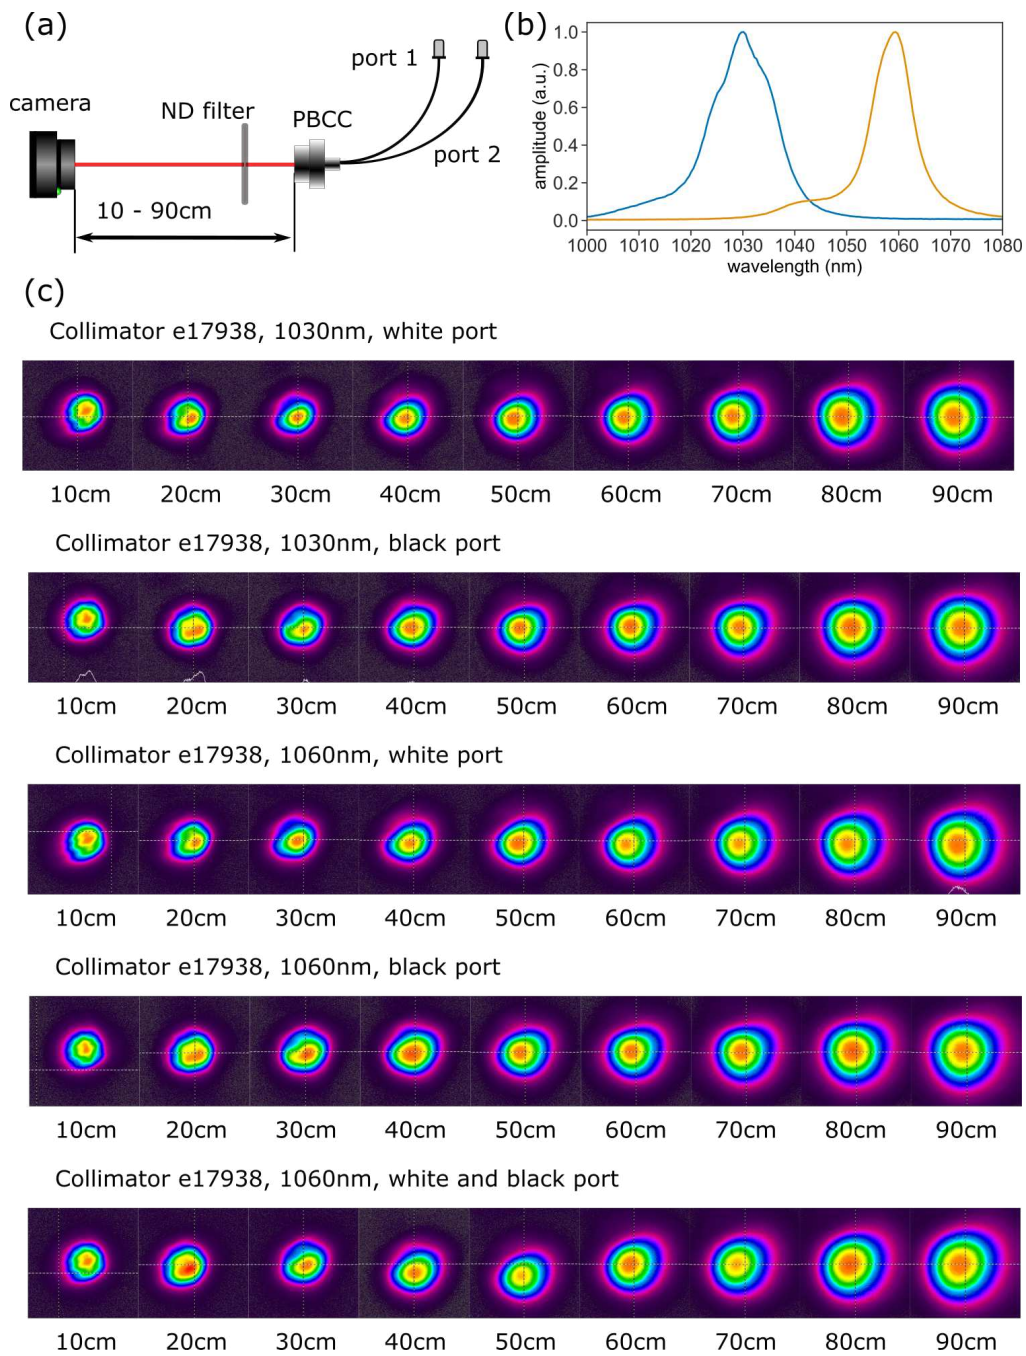 (a)
port 1
camera
ND filter
PBCC
port 2
10 - 90cm
(b)
amplitude (a.u.)
1.0
0.8
0.6
0.4
0.2
0.0
1000 1010 1020 1030 1040 1050 1060 1070 1080
wavelength (nm)
(c)
Collimator e17938, 1030nm, white port
10cm 20cm 30cm 40cm 50cm 60cm 70cm 80cm 90cm
Collimator e17938, 1030nm, black port
10cm 20cm 30cm 40cm 50cm 60cm 70cm 80cm 90cm
Collimator e17938, 1060nm, white port
10cm 20cm 30cm 40cm 50cm 60cm 70cm 80cm 90cm
Collimator e17938, 1060nm, black port
10cm 20cm 30cm 40cm 50cm 60cm 70cm 80cm 90cm
Collimator e17938, 1060nm, white and black port
10cm 20cm 30cm 40cm 50cm 60cm 70cm 80cm 90cm